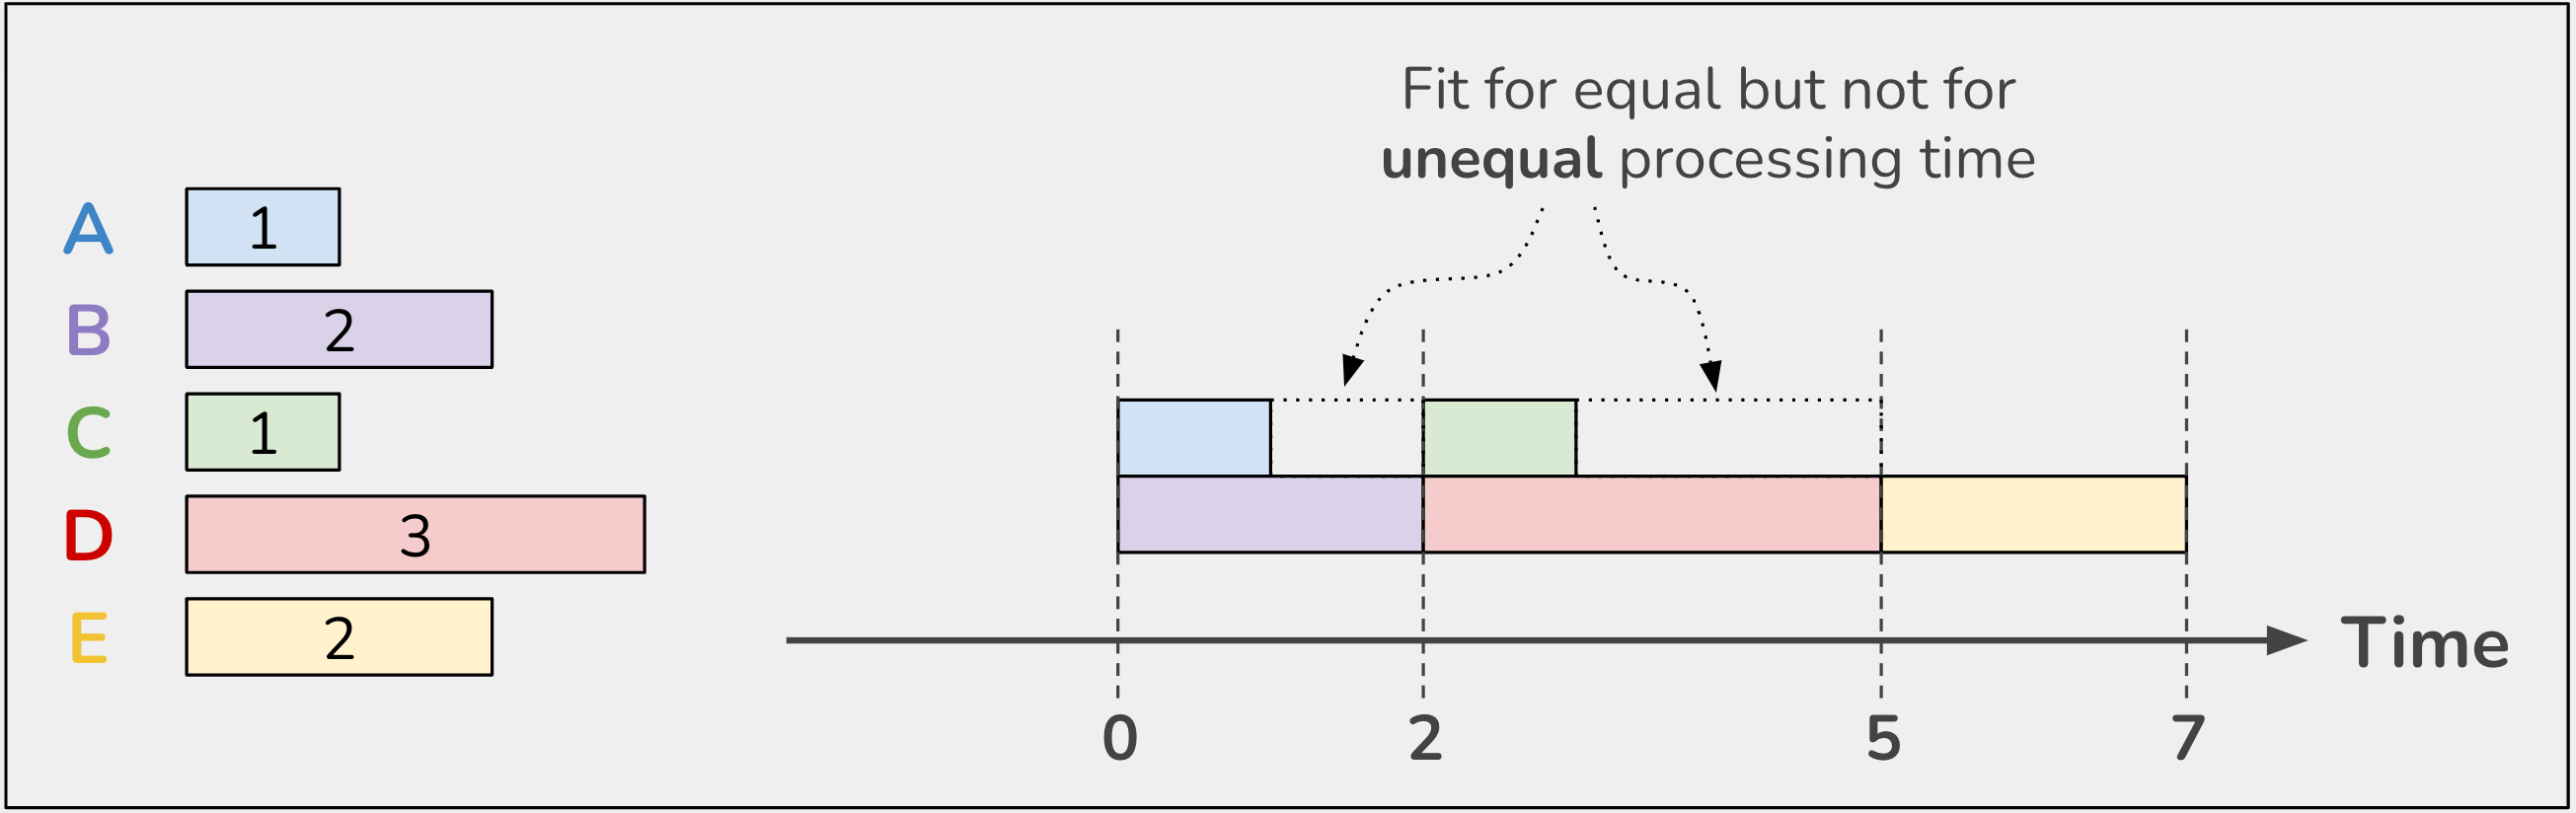 Fit for equal but not for
unequal processing time
A 1
B 2
C 1
D 3
E 2
Time
0 2 5 7